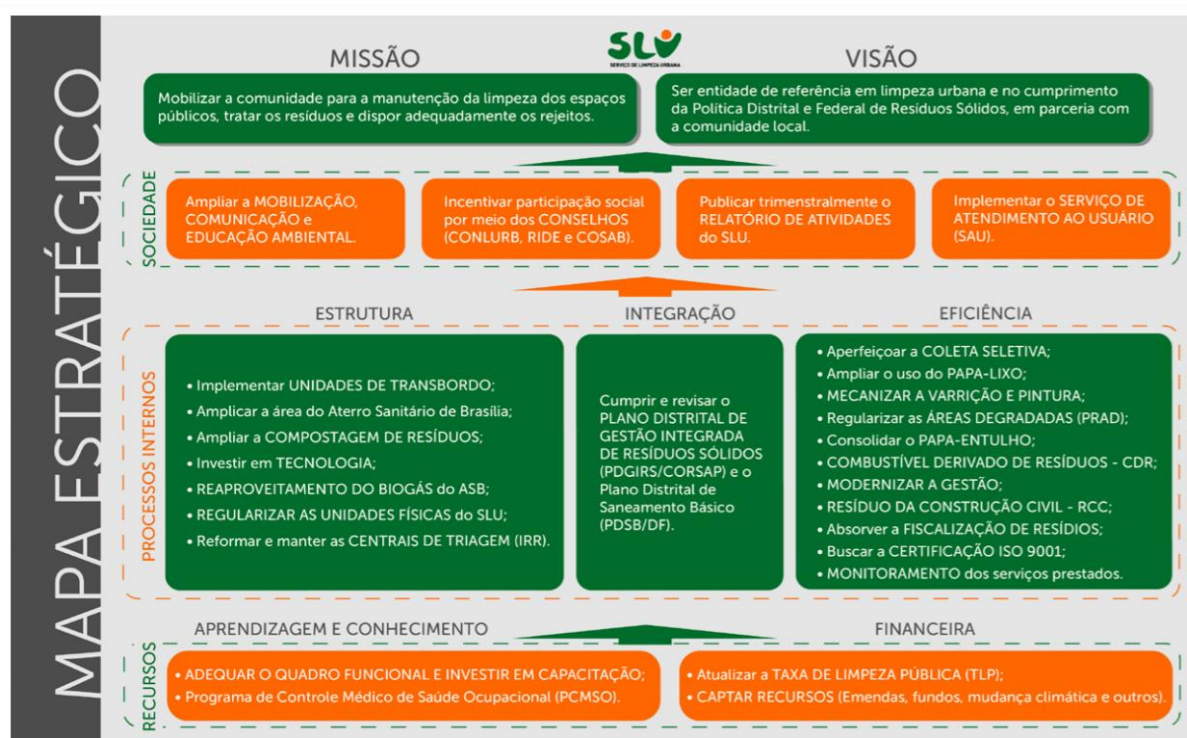 MAPA ESTRATÉGICO
MISSÃO
SLU
SERVIÇO DE LIMPEZA URBANA
VISÃO
Mobilizar a comunidade para a manutenção da limpeza dos espaços
públicos, tratar os resíduos e dispor adequadamente os rejeitos.
Ser entidade de referência em limpeza urbana e no cumprimento
da Política Distrital e Federal de Resíduos Sólidos, em parceria com
a comunidade local.
SOCIEDADE
Ampliar a MOBILIZAÇÃO,
COMUNICAÇÃO e
EDUCAÇÃO AMBIENTAL.
Incentivar participação social
por meio dos CONSELHOS
(CONLURB, RIDE e COSAB).
Publicar trimenstralmente o
RELATÓRIO DE ATIVIDADES
do SLU.
Implementar o SERVIÇO DE
ATENDIMENTO AO USUÁRIO
(SAU).
PROCESSOS INTERNOS
ESTRUTURA
• Implementar UNIDADES DE TRANSBORDO;
• Amplicar a área do Aterro Sanitário de Brasília;
• Ampliar a COMPOSTAGEM DE RESÍDUOS;
• Investir em TECNOLOGIA;
• REAPROVEITAMENTO DO BIOGÁS do ASB;
• REGULARIZAR AS UNIDADES FÍSICAS do SLU;
• Reformar e manter as CENTRAIS DE TRIAGEM (IRR).
INTEGRAÇÃO
Cumprir e revisar o
PLANO DISTRITAL DE
GESTÃO INTEGRADA
DE RESÍDUOS SÓLIDOS
(PDGIRS/CORSAP) e o
Plano Distrital de
Saneamento Básico
(PDSB/DF).
EFICIÊNCIA
• Aperfeiçoar a COLETA SELETIVA;
• Ampliar o uso do PAPA-LIXO;
• MECANIZAR A VARRIÇÃO E PINTURA;
• Regularizar as ÁREAS DEGRADADAS (PRAD);
• Consolidar o PAPA-ENTULHO;
• COMBUSTÍVEL DERIVADO DE RESÍDUOS - CDR;
• MODERNIZAR A GESTÃO;
• RESÍDUO DA CONSTRUÇÃO CIVIL - RCC;
• Absorver a FISCALIZAÇÃO DE RESÍDIOS;
• Buscar a CERTIFICAÇÃO ISO 9001;
• MONITORAMENTO dos serviços prestados.
RECURSOS
APRENDIZAGEM E CONHECIMENTO
• ADEQUAR O QUADRO FUNCIONAL E INVESTIR EM CAPACITAÇÃO;
• Programa de Controle Médico de Saúde Ocupacional (PCMSO).
FINANCEIRA
• Atualizar a TAXA DE LIMPEZA PÚBLICA (TLP);
• CAPTAR RECURSOS (Emendas, fundos, mudança climática e outros).